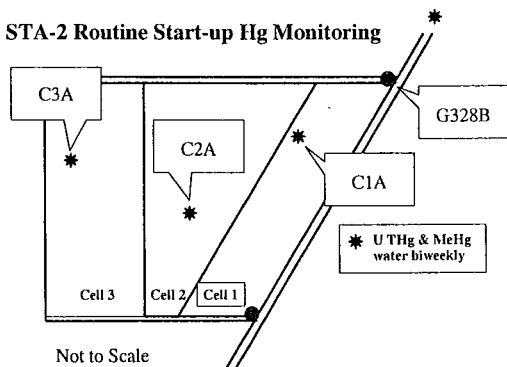 STA-2 Routine Start-up Hg Monitoring
C3A
G328B
C2A
C1A
U THg & MeHg
water biweekly
Cell 3
Cell 2
Cell 1
Not to Scale